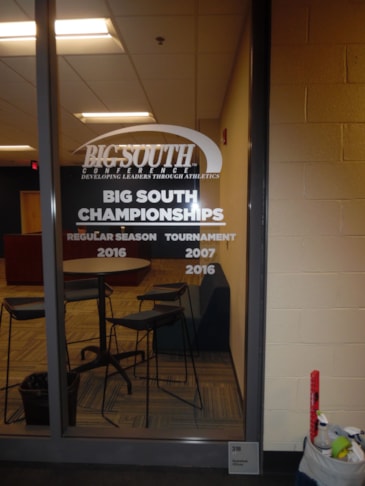 BIG SOUTH
CONFERENCE
DEVELOPING LEADERS THROUGH ATHLETICS
BIG SOUTH
CHAMPIONSHIPS
REGULAR SEASON TOURNAMENT
2016 2007
2016